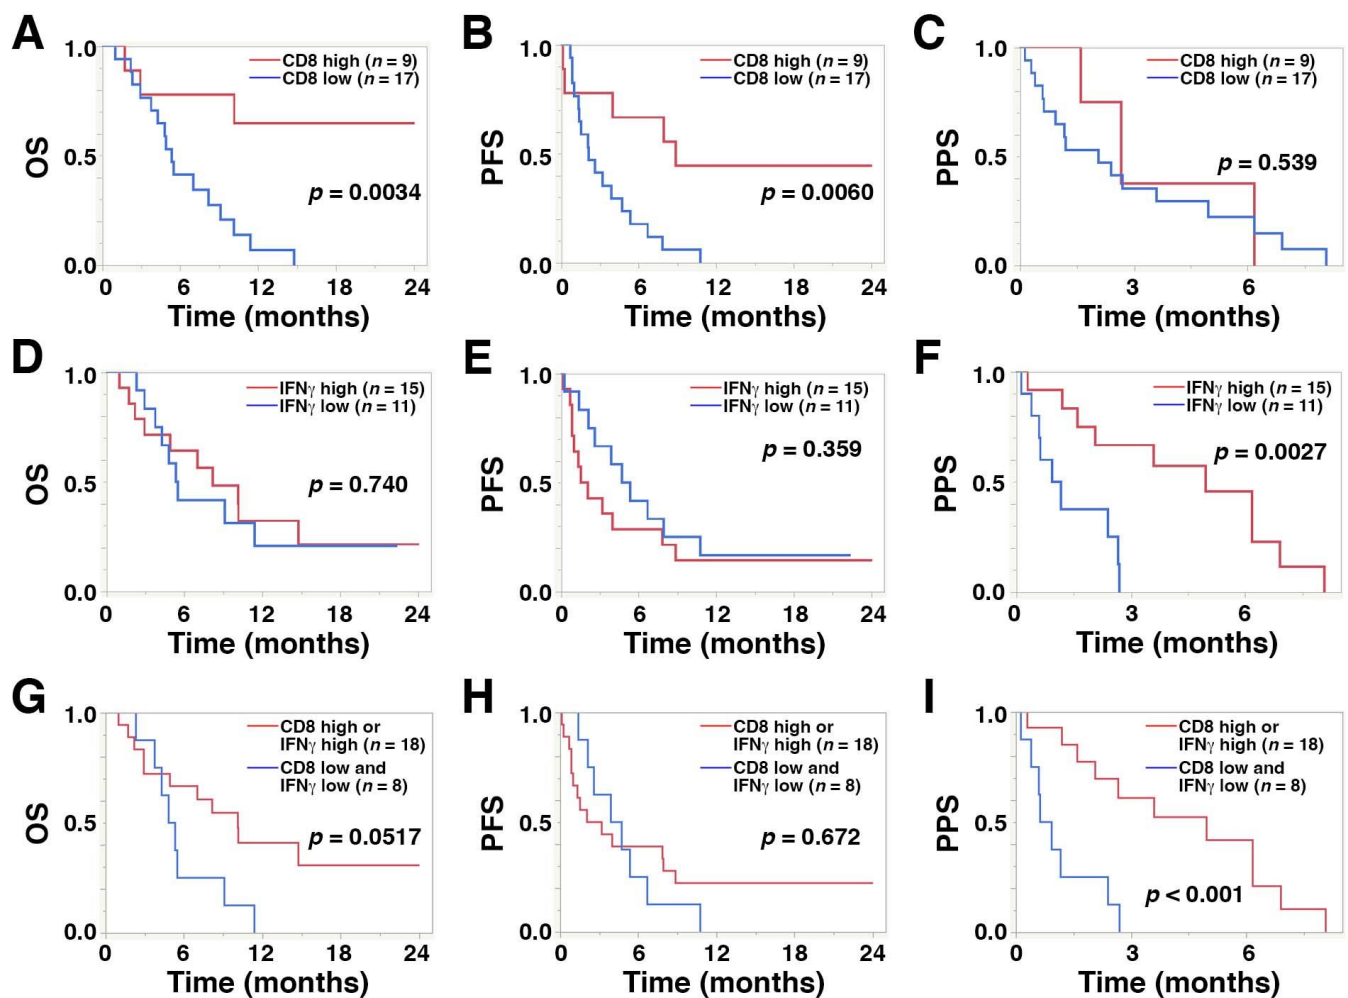 A
1.0
0.5
0.0
OS
CD8 high (n = 9)
CD8 low (n = 17)
p = 0.0034
0 6 12 18 24
Time (months)
B
1.0
0.5
0.0
PFS
CD8 high (n = 9)
CD8 low (n = 17)
p = 0.0060
0 6 12 18 24
Time (months)
C
1.0
0.5
0.0
PPS
CD8 high (n = 9)
CD8 low (n = 17)
p = 0.539
0 3 6
Time (months)
D
1.0
0.5
0.0
OS
IFNγ high (n = 15)
IFNγ low (n = 11)
p = 0.740
0 6 12 18 24
Time (months)
E
1.0
0.5
0.0
PFS
IFNγ high (n = 15)
IFNγ low (n = 11)
p = 0.359
0 6 12 18 24
Time (months)
F
1.0
0.5
0.0
PPS
IFNγ high (n = 15)
IFNγ low (n = 11)
p = 0.0027
0 3 6
Time (months)
G
1.0
0.5
0.0
OS
CD8 high or
IFNγ high (n = 18)
CD8 low and
IFNγ low (n = 8)
p = 0.0517
0 6 12 18 24
Time (months)
H
1.0
0.5
0.0
PFS
CD8 high or
IFNγ high (n = 18)
CD8 low and
IFNγ low (n = 8)
p = 0.672
0 6 12 18 24
Time (months)
I
1.0
0.5
0.0
PPS
CD8 high or
IFNγ high (n = 18)
CD8 low and
IFNγ low (n = 8)
p < 0.001
0 3 6
Time (months)